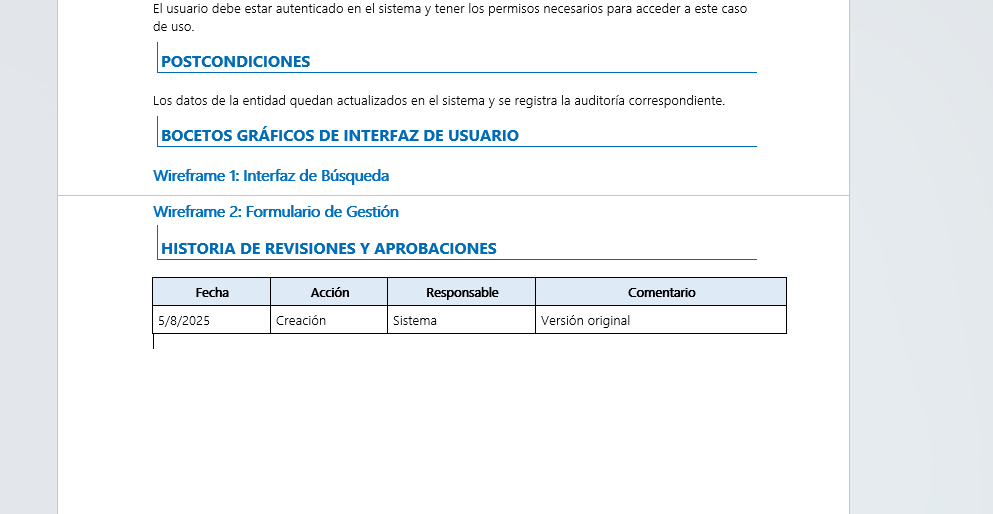 El usuario debe estar autenticado en el sistema y tener los permisos necesarios para acceder a este caso
de uso.
POSTCONDICIONES
Los datos de la entidad quedan actualizados en el sistema y se registra la auditoría correspondiente.
BOCETOS GRÁFICOS DE INTERFAZ DE USUARIO
Wireframe 1: Interfaz de Búsqueda
Wireframe 2: Formulario de Gestión
HISTORIA DE REVISIONES Y APROBACIONES
Fecha Acción Responsable Comentario
5/8/2025 Creación Sistema Versión original